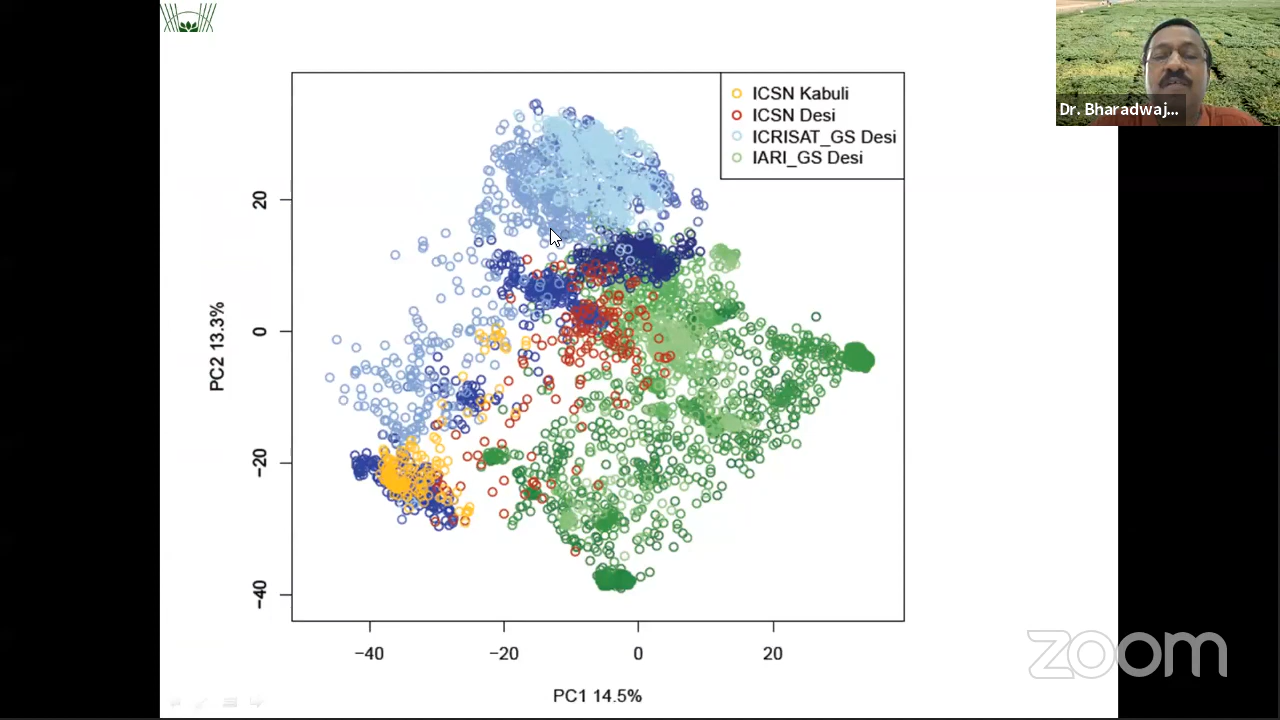 Dr. Bharadwaj...
ICSN Kabuli
ICSN Desi
ICRISAT_GS Desi
IARI_GS Desi
20
0
−20
−40
PC2 13.3%
−40 −20 0 20
PC1 14.5%
zoom